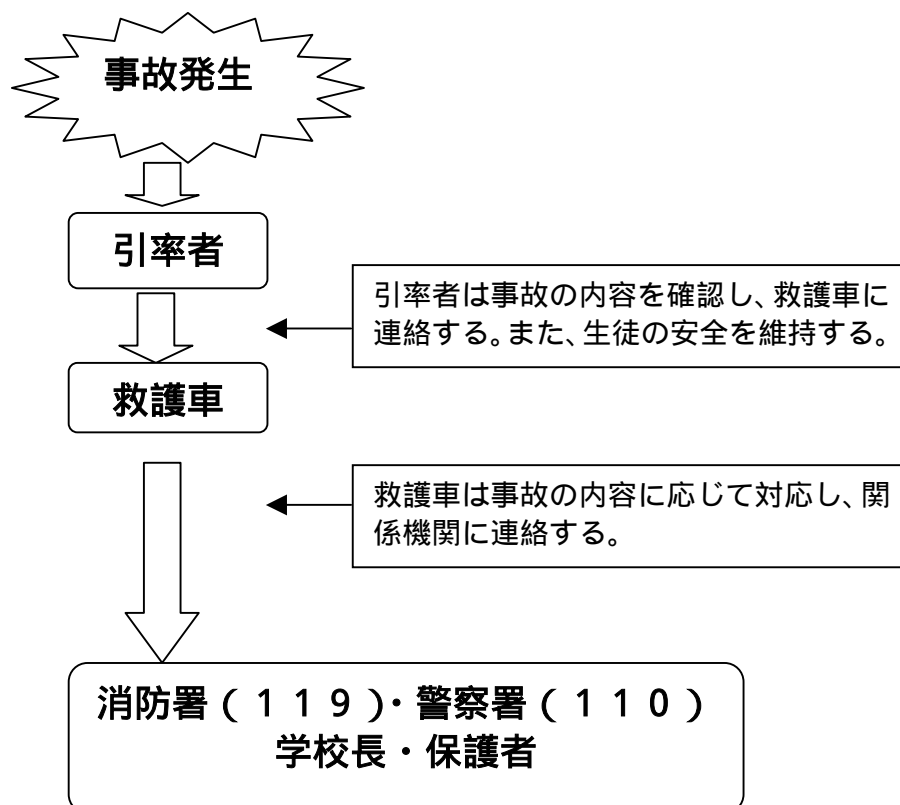 事故発生
引率者
引率者は事故の内容を確認し、救護車に
連絡する。また、生徒の安全を維持する。
救護車
救護車は事故の内容に応じて対応し、関
係機関に連絡する。
消防署(119)・警察署(110)
学校長・保護者